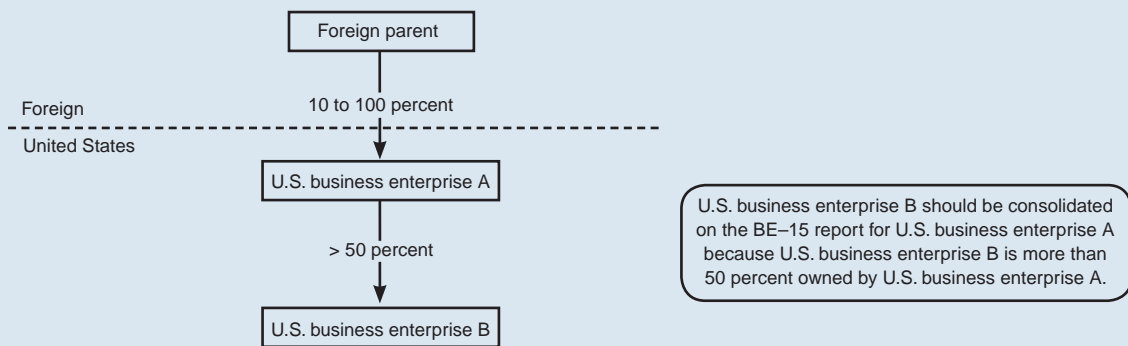 Foreign parent
Foreign
10 to 100 percent
United States
U.S. business enterprise A
> 50 percent
U.S. business enterprise B
U.S. business enterprise B should be consolidated
on the BE–15 report for U.S. business enterprise A
because U.S. business enterprise B is more than
50 percent owned by U.S. business enterprise A.